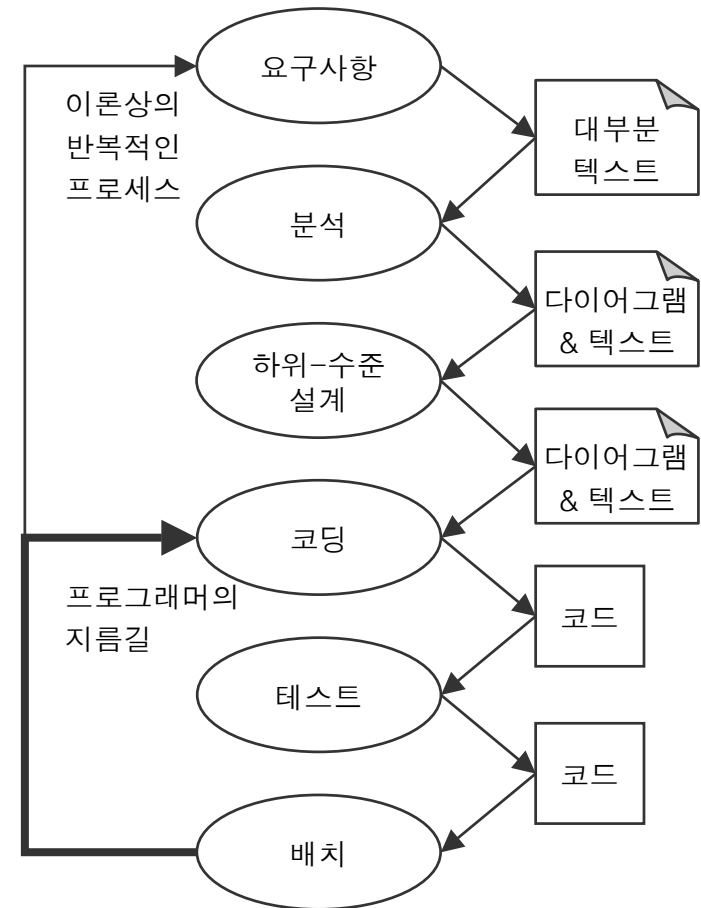 요구사항
이론상의
반복적인
프로세스
대부분
텍스트
분석
다이어그램
& 텍스트
하위-수준
설계
다이어그램
& 텍스트
코딩
프로그래머의
지름길
코드
테스트
코드
배치